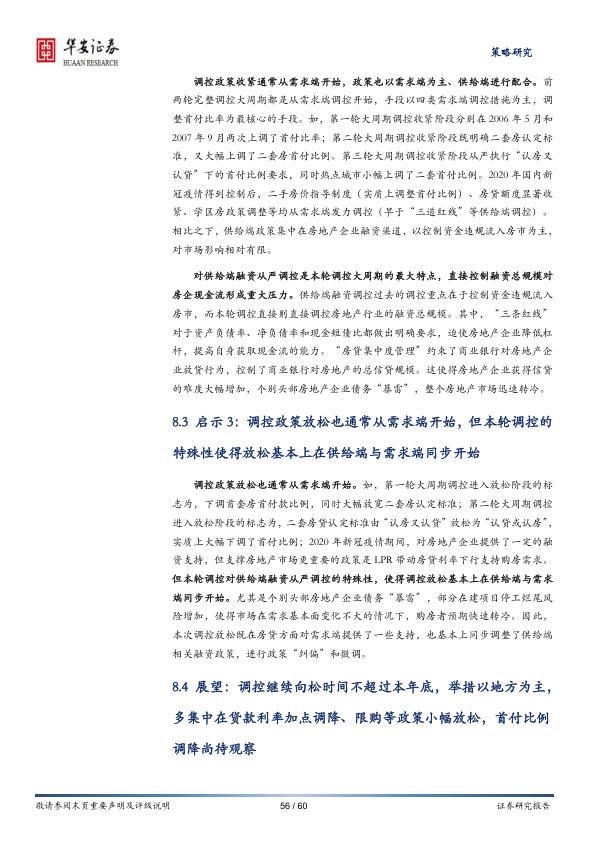 华安证券
HUAAN RESEARCH
策略研究
调控政策收紧通常从需求端开始，政策也以需求端为主、供给端进行配合。前
两轮完整调控大周期都是从需求端调控开始，手段以四类需求端调控措施为主，调
整首付比率为最核心的手段。如，第一轮大周期调控收紧阶段分别在 2006 年 5 月和
2007 年 9 月两次上调了首付比率；第二轮大周期调控收紧阶段既明确二套房认定标
准，又大幅上调了二套房首付比例。第三轮大周期调控收紧阶段从严执行“认房又
认贷”下的首付比例要求，同时热点城市小幅上调了二套首付比例。2020 年国内新
冠疫情得到控制后，二手房价指导制度（实质上调整首付比例）、房贷额度显著收
紧、学区房政策调整等均从需求端发力调控（早于“三道红线”等供给端调控）。
相比之下，供给端政策集中在房地产企业融资渠道，以控制资金违规流入房市为主，
对市场影响相对有限。
对供给端融资从严调控是本轮调控大周期的最大特点，直接控制融资总规模对
房企现金流形成重大压力。供给端融资调控过去的调控重点在于控制资金违规流入
房市，而本轮调控直接则直接调控房地产行业的融资总规模。其中，“三条红线”
对于资产负债率、净负债率和现金短债比都做出明确要求，迫使房地产企业降低杠
杆，提高自身获取现金流的能力。“房贷集中度管理”约束了商业银行对房地产企
业放贷行为，控制了商业银行对房地产的总信贷规模。这使得房地产企业获得信贷
的难度大幅增加，个别头部房地产企业债务“暴雷”，整个房地产市场迅速转冷。
8.3 启示 3：调控政策放松也通常从需求端开始，但本轮调控的
特殊性使得放松基本上在供给端与需求端同步开始
调控政策放松也通常从需求端开始。如，第一轮大周期调控进入放松阶段的标
志为，下调首套房首付款比例，同时大幅放宽二套房认定标准；第二轮大周期调控
进入放松阶段的标志为，二套房贷认定标准由“认房又认贷”放松为“认贷或认房”，
实质上大幅下调了首付比例；2020 年新冠疫情期间，对房地产企业提供了一定的融
资支持，但支撑房地产市场更重要的政策是 LPR 带动房贷利率下行支持购房需求。
但本轮调控对供给端融资从严调控的特殊性，使得调控放松基本上在供给端与需求
端同步开始。尤其是个别头部房地产企业债务“暴雷”，部分在建项目停工烂尾风
险增加，使得市场在需求基本面变化不大的情况下，购房者预期快速转冷。因此，
本次调控放松既在房贷方面对需求端提供了一些支持，也基本上同步调整了供给端
相关融资政策，进行政策“纠偏”和微调。
8.4 展望：调控继续向松时间不超过本年底，举措以地方为主，
多集中在贷款利率加点调降、限购等政策小幅放松，首付比例
调降尚待观察
敬请参阅末页重要声明及评级说明
56 / 60
证券研究报告